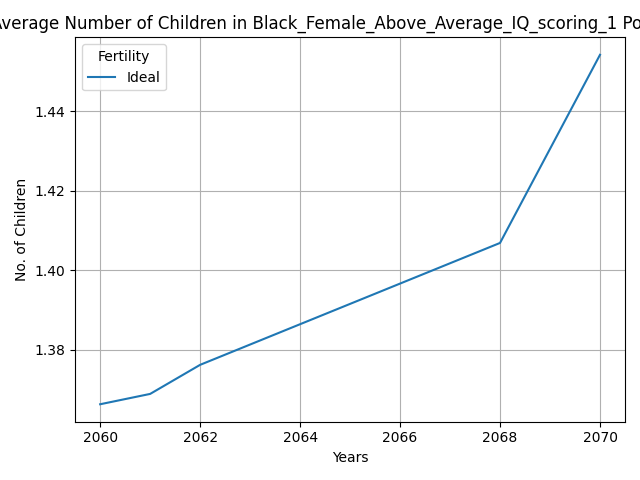 Average Number of Children in Black_Female_Above_Average_IQ_scoring_1 Po
Fertility
Ideal
1.44
1.42
1.40
1.38
No. of Children
2060 2062 2064 2066 2068 2070
Years